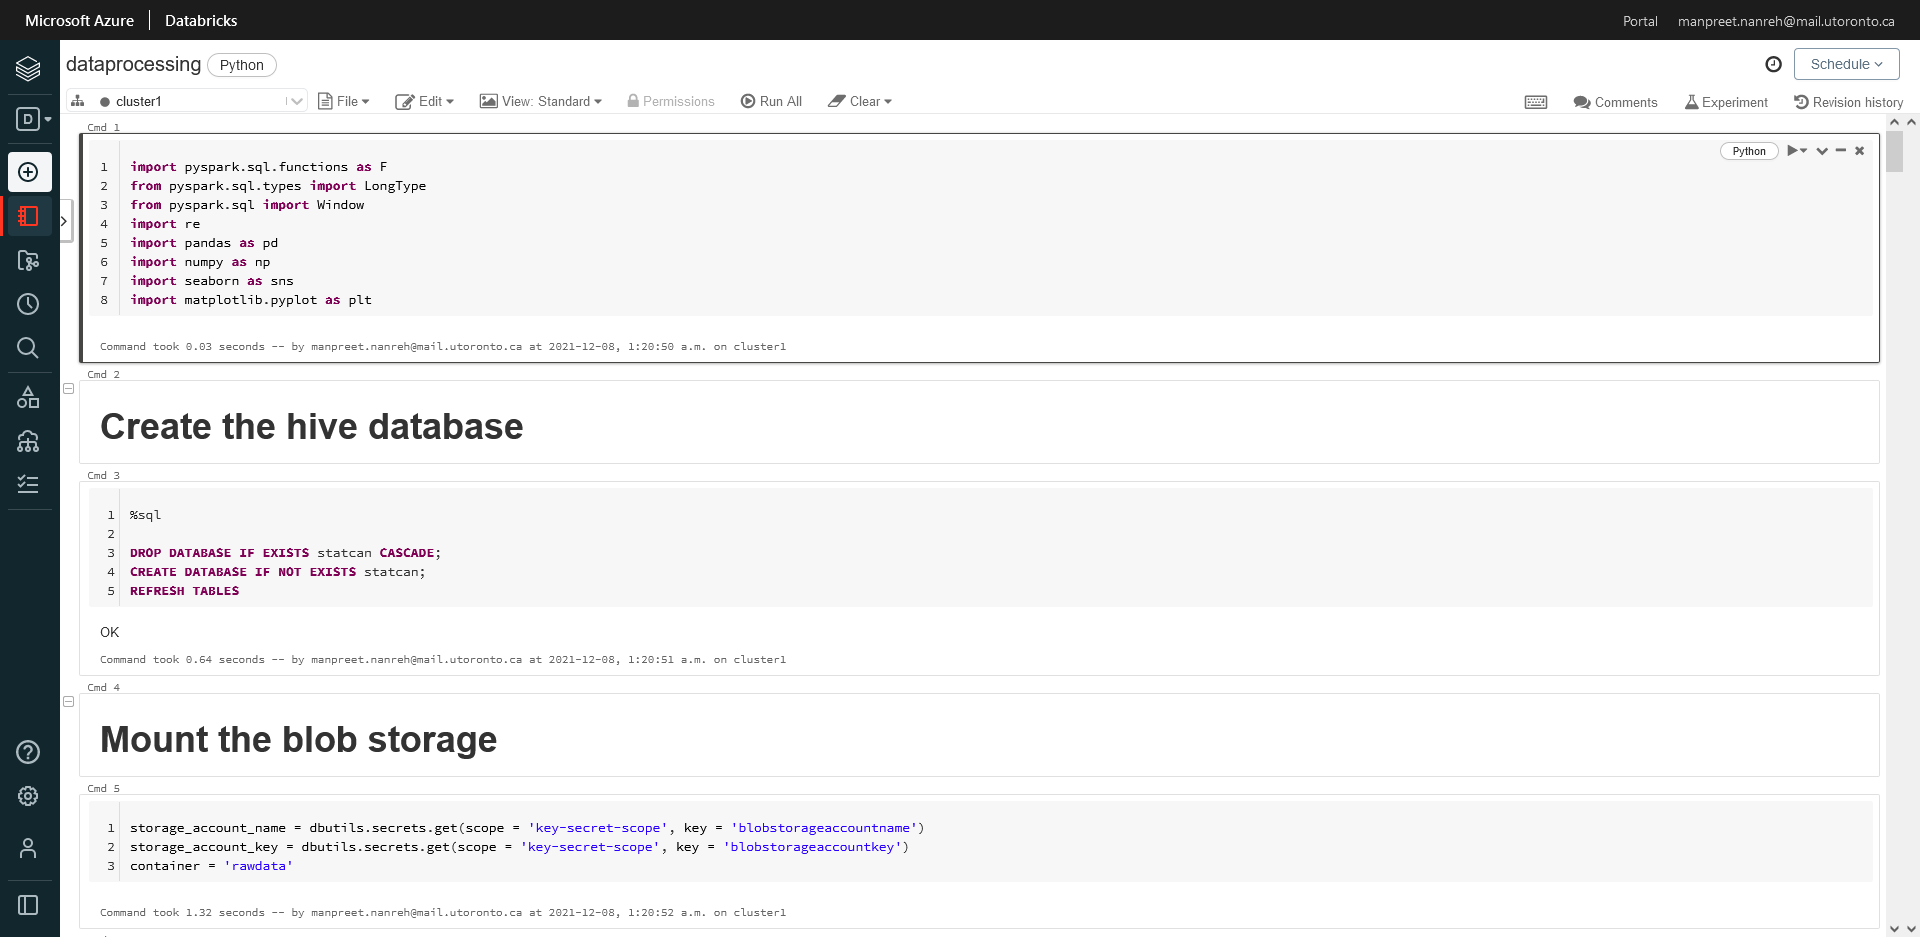 Microsoft Azure | Databricks
Portal manpreet.nanreh@mail.utoronto.ca
dataprocessing Python
Schedule
cluster1 File Edit View: Standard Permissions Run All Clear Comments Experiment Revision history
D
Cmd 1
Python
1 import pyspark.sql.functions as F
2 from pyspark.sql.types import LongType
3 from pyspark.sql import Window
4 import re
5 import pandas as pd
6 import numpy as np
7 import seaborn as sns
8 import matplotlib.pyplot as plt
Command took 0.03 seconds -- by manpreet.nanreh@mail.utoronto.ca at 2021-12-08, 1:20:50 a.m. on cluster1
Cmd 2
Create the hive database
Cmd 3
1 %sql
2
3 DROP DATABASE IF EXISTS statcan CASCADE;
4 CREATE DATABASE IF NOT EXISTS statcan;
5 REFRESH TABLES
OK
Command took 0.64 seconds -- by manpreet.nanreh@mail.utoronto.ca at 2021-12-08, 1:20:51 a.m. on cluster1
Cmd 4
Mount the blob storage
Cmd 5
1 storage_account_name = dbutils.secrets.get(scope = 'key-secret-scope', key = 'blobstorageaccountname')
2 storage_account_key = dbutils.secrets.get(scope = 'key-secret-scope', key = 'blobstorageaccountkey')
3 container = 'rawdata'
Command took 1.32 seconds -- by manpreet.nanreh@mail.utoronto.ca at 2021-12-08, 1:20:52 a.m. on cluster1